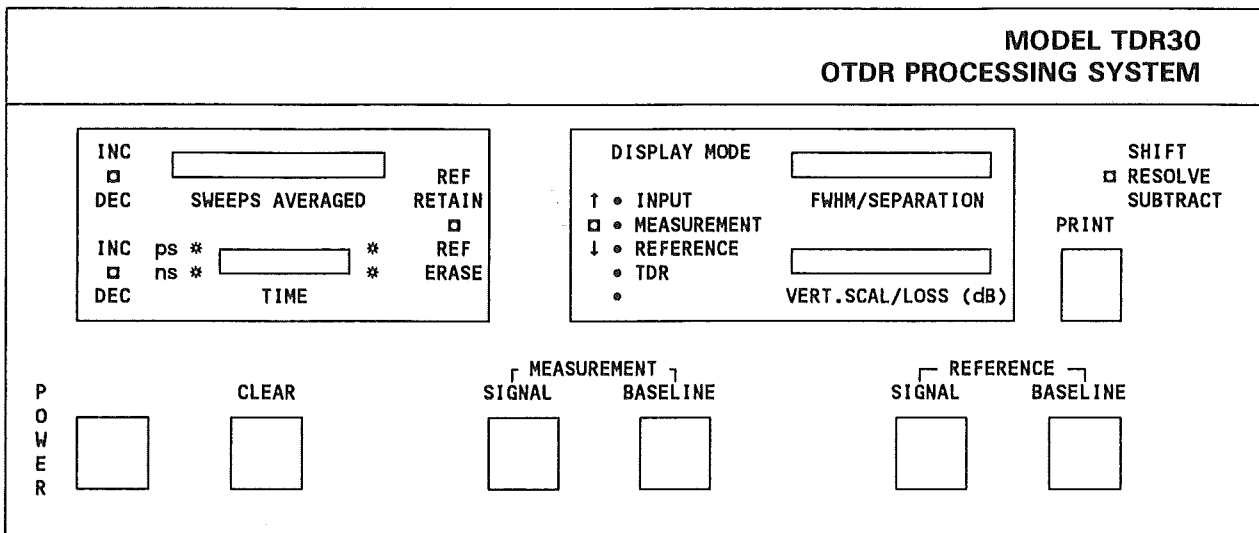 MODEL TDR30
OTDR PROCESSING SYSTEM
INC
DEC
SWEEPS AVERAGED
REF
RETAIN
INC
DEC
ps
ns
TIME
REF
ERASE
DISPLAY MODE
↑ • INPUT
• MEASUREMENT
↓ • REFERENCE
• TDR
•
FWHM/SEPARATION
VERT.SCAL/LOSS (dB)
SHIFT
RESOLVE
SUBTRACT
PRINT
POWER
CLEAR
MEASUREMENT
SIGNAL BASELINE
REFERENCE
SIGNAL BASELINE